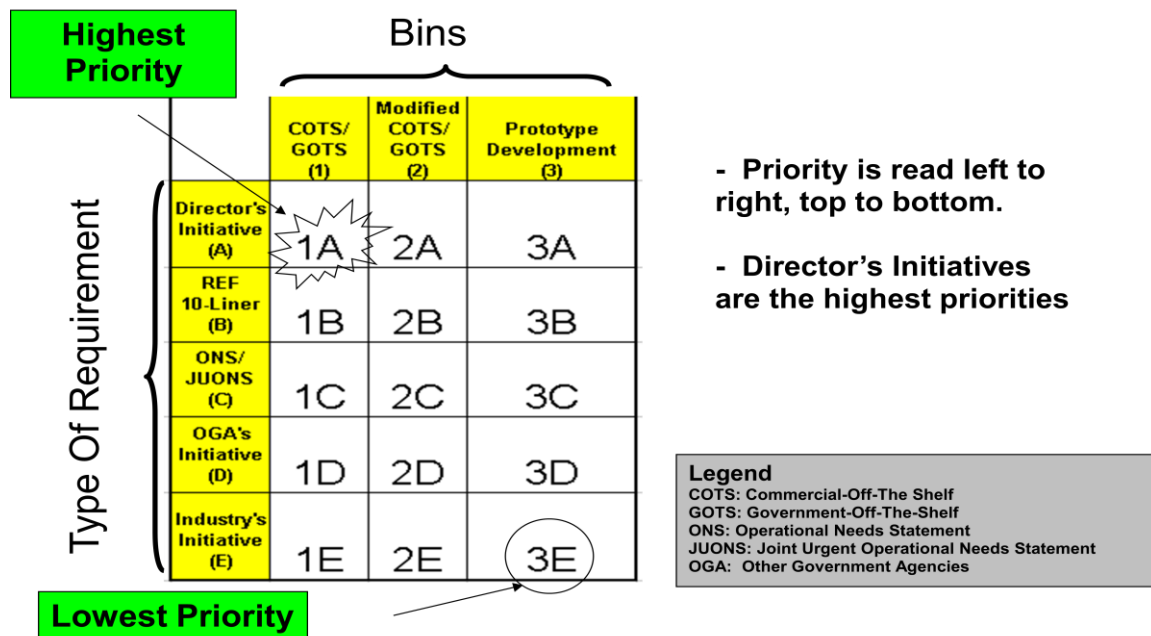 Highest
Priority
Bins
COTS/
GOTS
(1)
Modified
COTS/
GOTS
(2)
Prototype
Development
(3)
Type Of Requirement
Director's
Initiative
(A)
1A
2A
3A
REF
10-Liner
(B)
1B
2B
3B
ONS/
JUONS
(C)
1C
2C
3C
OGA's
Initiative
(D)
1D
2D
3D
Industry's
Initiative
(E)
1E
2E
3E
Lowest Priority
- Priority is read left to
right, top to bottom.
- Director’s Initiatives
are the highest priorities
Legend
COTS: Commercial-Off-The Shelf
GOTS: Government-Off-The-Shelf
ONS: Operational Needs Statement
JUONS: Joint Urgent Operational Needs Statement
OGA: Other Government Agencies